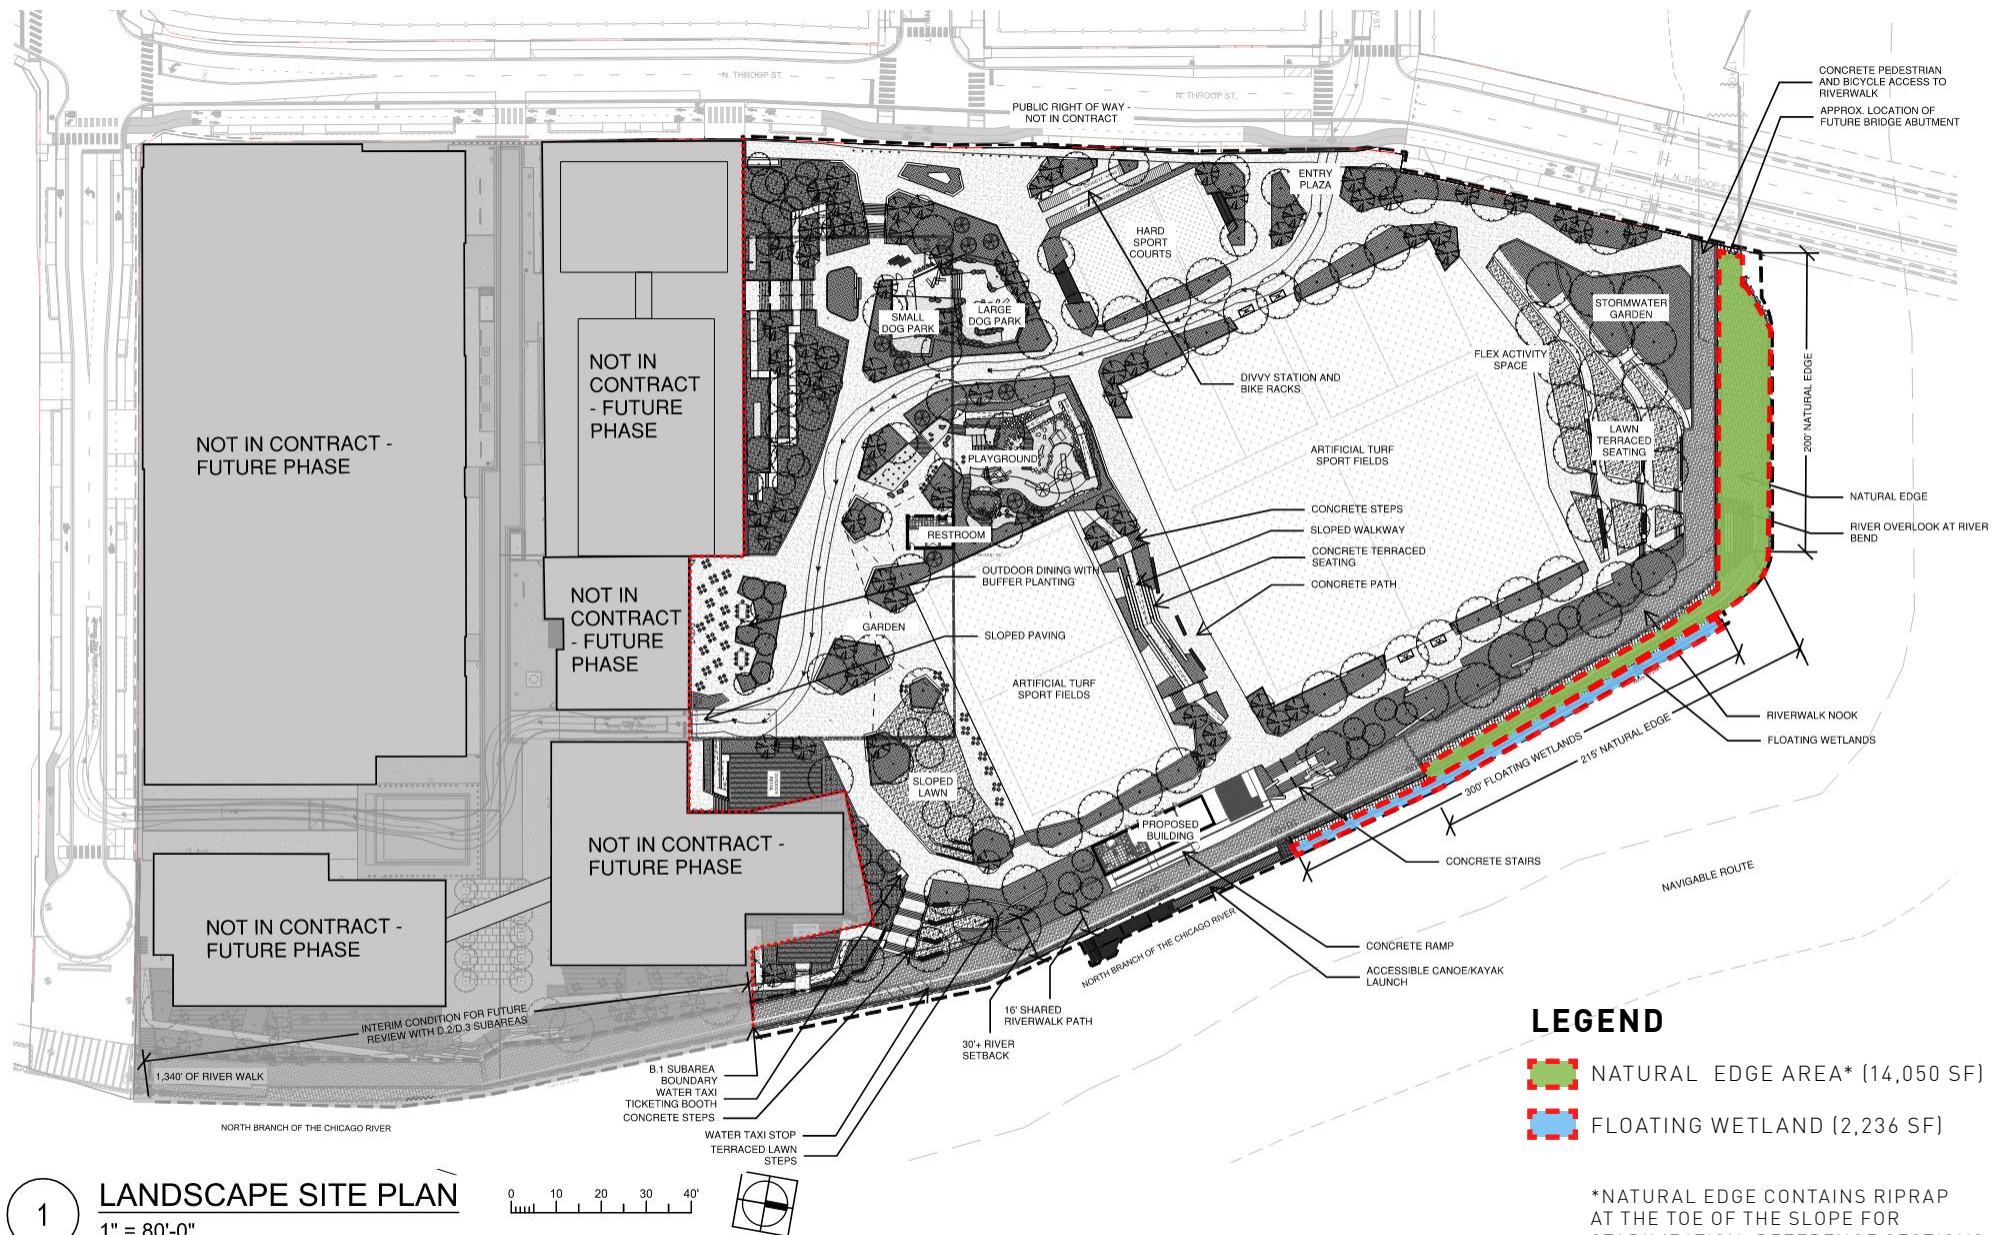 N. THROOP ST.
N. THROOP ST.
N. THROOP ST.
PUBLIC RIGHT OF WAY -
NOT IN CONTRACT
CONCRETE PEDESTRIAN
AND BICYCLE ACCESS TO
RIVERWALK
APPROX. LOCATION OF
FUTURE BRIDGE ABUTMENT
ENTRY
PLAZA
HARD
SPORT
COURTS
SMALL
DOG PARK
LARGE
DOG PARK
STORMWATER
GARDEN
FLEX ACTIVITY
SPACE
DIVVY STATION AND
BIKE RACKS
200' NATURAL EDGE
NOT IN CONTRACT -
FUTURE PHASE
NOT IN
CONTRACT
- FUTURE
PHASE
LAWN
TERRACED
SEATING
ARTIFICIAL TURF
SPORT FIELDS
PLAYGROUND
NATURAL EDGE
RIVER OVERLOOK AT RIVER
BEND
CONCRETE STEPS
SLOPED WALKWAY
CONCRETE TERRACED
SEATING
CONCRETE PATH
RESTROOM
OUTDOOR DINING WITH
BUFFER PLANTING
NOT IN
CONTRACT
- FUTURE
PHASE
GARDEN
SLOPED PAVING
ARTIFICIAL TURF
SPORT FIELDS
RIVERWALK NOOK
FLOATING WETLANDS
215' NATURAL EDGE
300' FLOATING WETLANDS
SLOPED
LAWN
PROPOSED
BUILDING
NOT IN CONTRACT -
FUTURE PHASE
CONCRETE STAIRS
NAVIGABLE ROUTE
NOT IN CONTRACT -
FUTURE PHASE
NORTH BRANCH OF THE CHICAGO RIVER
CONCRETE RAMP
ACCESSIBLE CANOE/KAYAK
LAUNCH
16' SHARED
RIVERWALK PATH
30'+ RIVER
SETBACK
INTERIM CONDITION FOR FUTURE
REVIEW WITH D.2/D.3 SUBAREAS
1,340' OF RIVER WALK
B.1 SUBAREA
BOUNDARY
WATER TAXI
TICKETING BOOTH
CONCRETE STEPS
WATER TAXI STOP
TERRACED LAWN
STEPS
NORTH BRANCH OF THE CHICAGO RIVER
LEGEND
NATURAL EDGE AREA* (14,050 SF)
FLOATING WETLAND (2,236 SF)
*NATURAL EDGE CONTAINS RIPRAP
AT THE TOE OF THE SLOPE FOR
1
LANDSCAPE SITE PLAN
1" = 80'-0"
0 10 20 30 40'